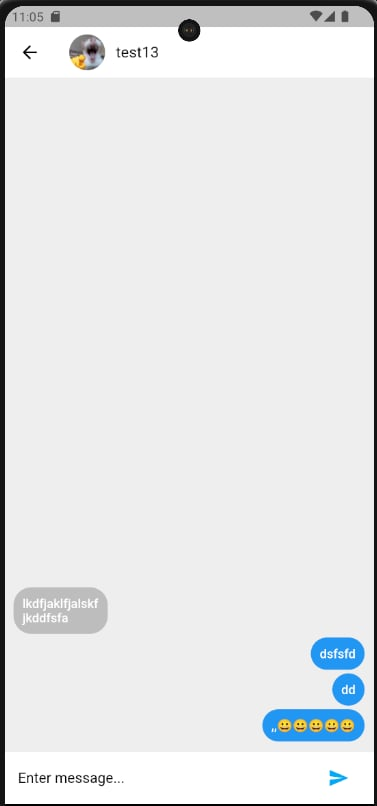 11:05
test13
lkdfjaklfjalskf
jkddfsfa
dsfsfd
dd
,,😀😀😀😀😀
Enter message...